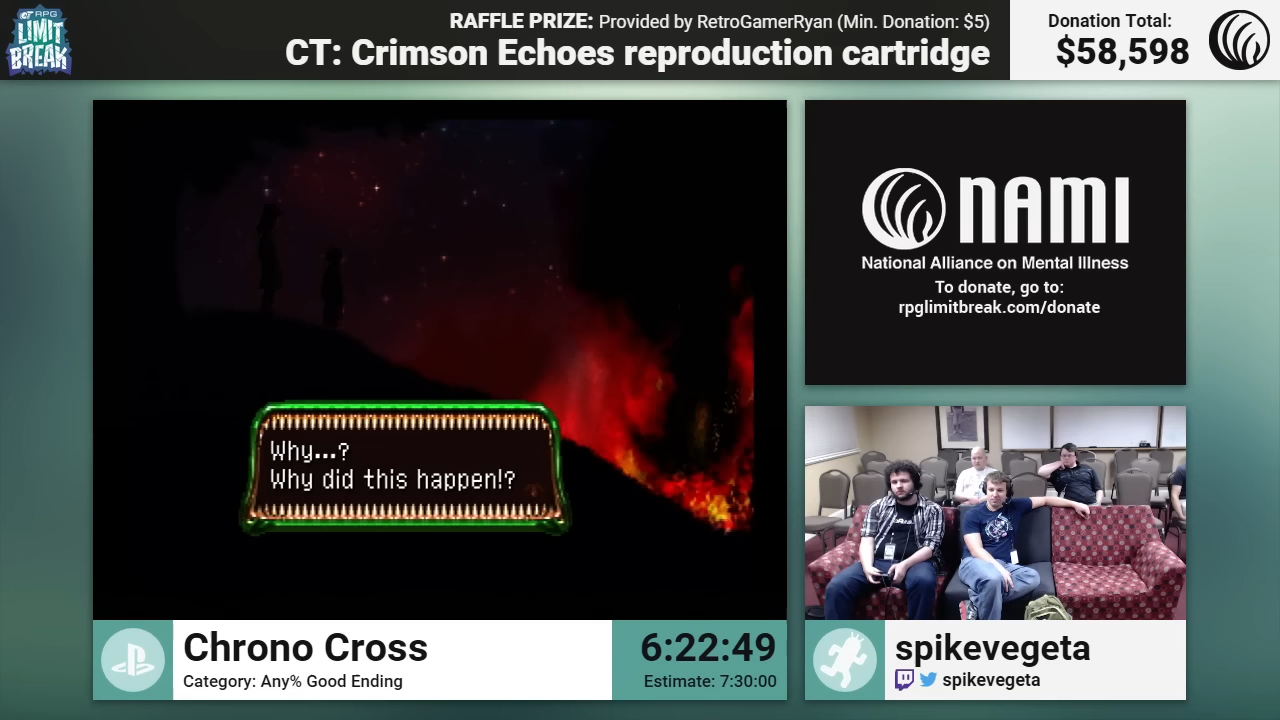 RPG
LIMIT
BREAK
RAFFLE PRIZE: Provided by RetroGamerRyan (Min. Donation: $5)
CT: Crimson Echoes reproduction cartridge
Donation Total:
$58,598
NAMI
National Alliance on Mental Illness
To donate, go to:
rpglimitbreak.com/donate
Why...?
Why did this happen!?
Chrono Cross
Category: Any% Good Ending
6:22:49
Estimate: 7:30:00
spikevegeta
spikevegeta